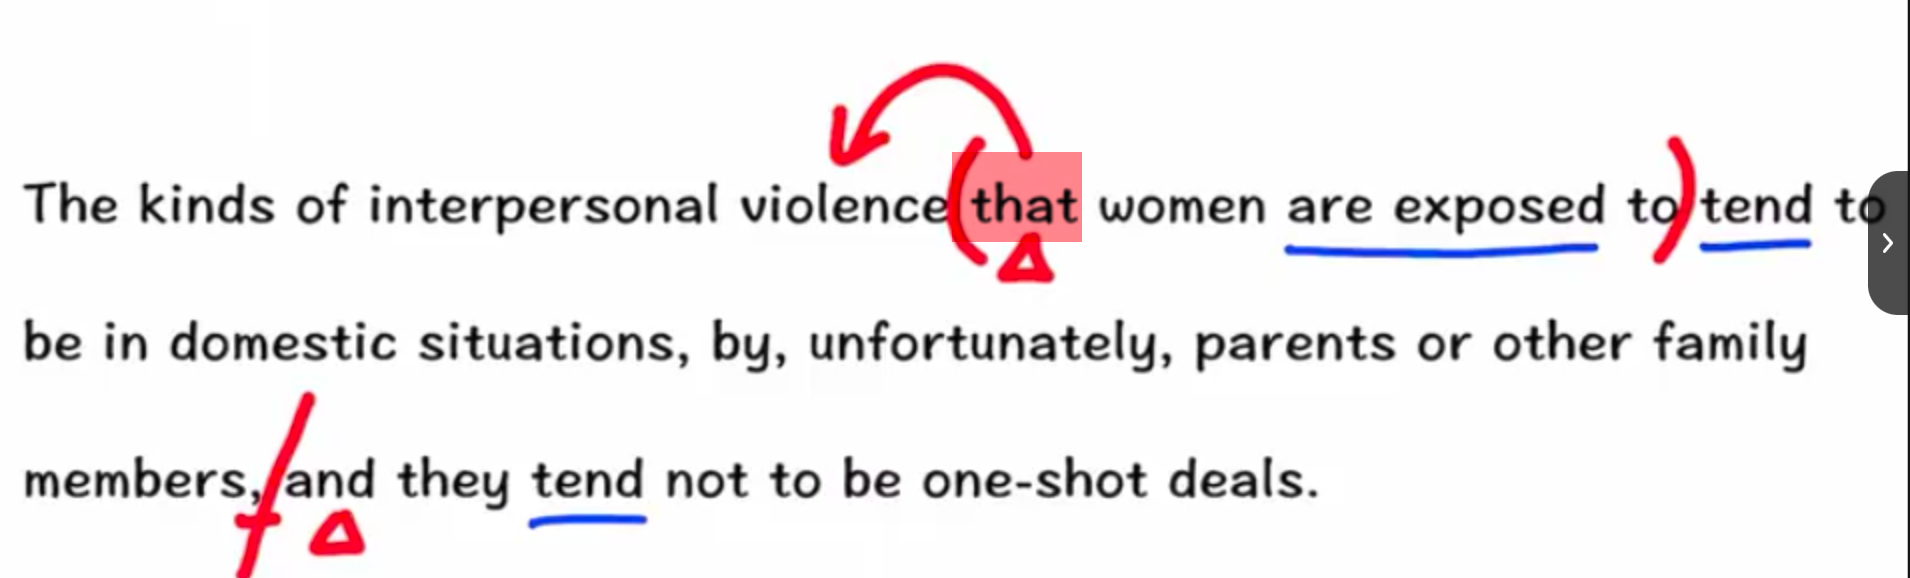 The kinds of interpersonal violence that women are exposed to tend to
be in domestic situations, by, unfortunately, parents or other family
members, and they tend not to be one-shot deals.